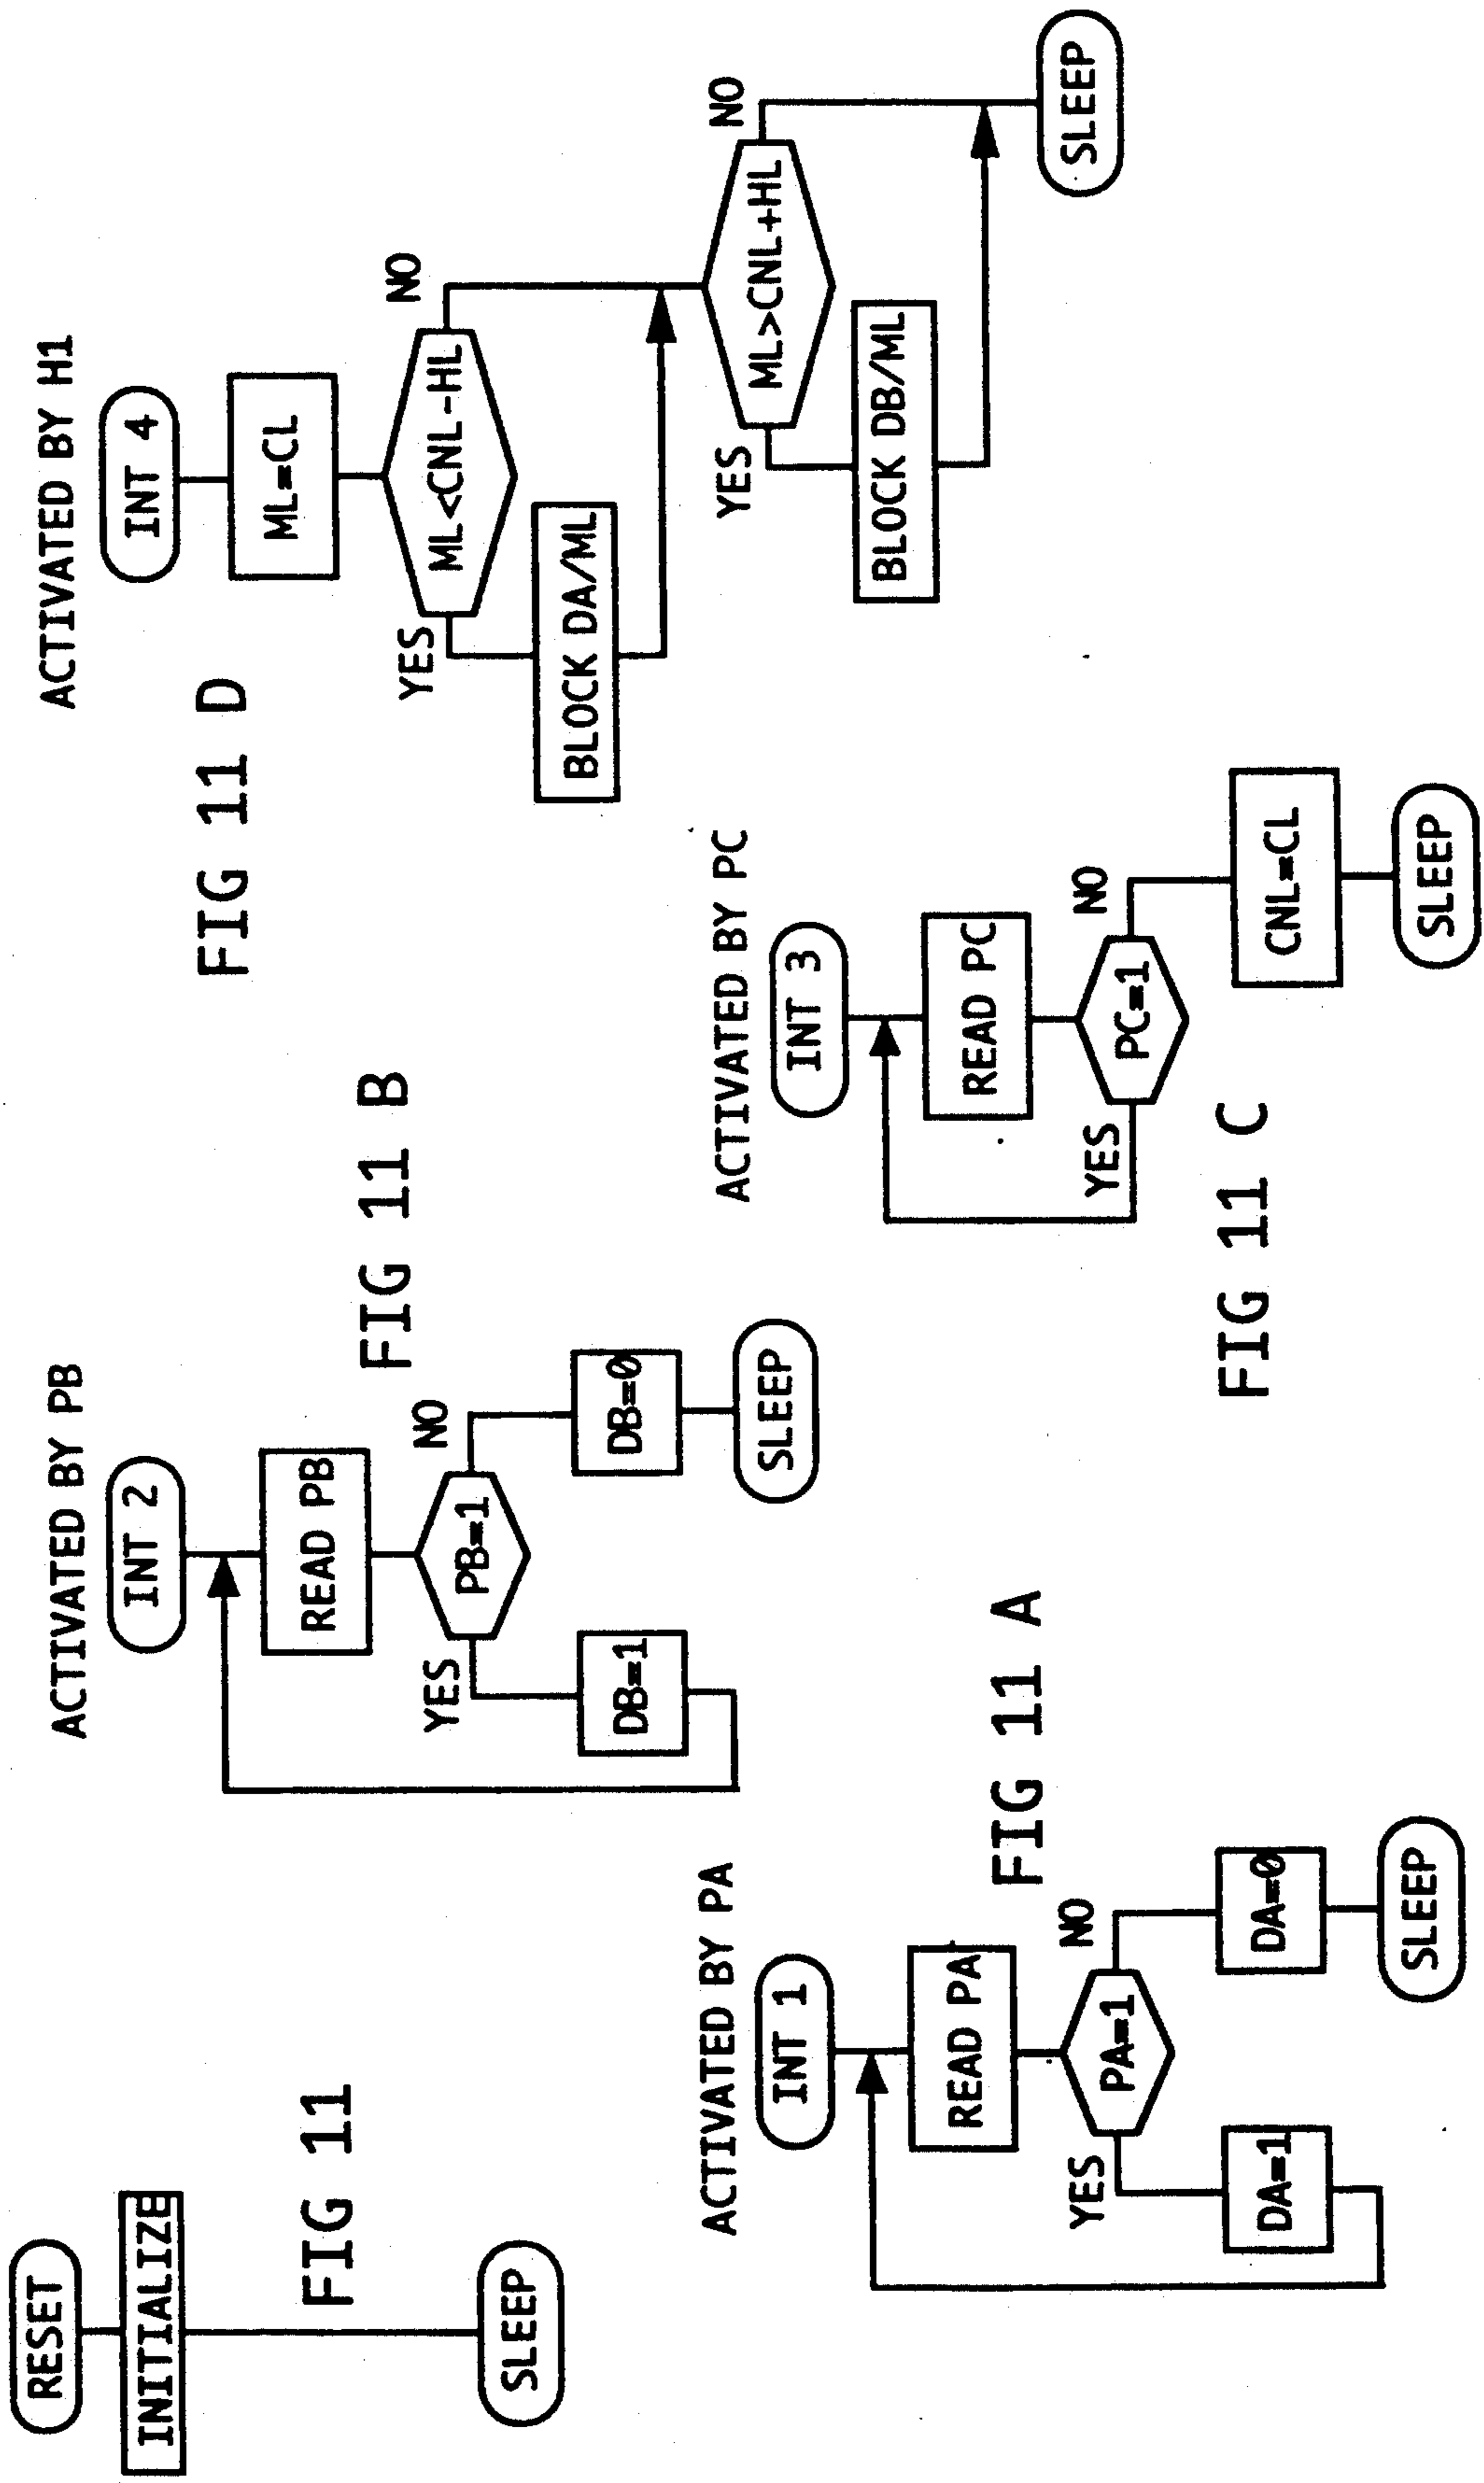 RESET
INITIALIZE
SLEEP
FIG 11
ACTIVATED BY PA
INT 1
READ PA
PA=1
YES
NO
DA=1
DA=0
SLEEP
FIG 11 A
ACTIVATED BY PB
INT 2
READ PB
PB=1
YES
NO
DB=1
DB=0
SLEEP
FIG 11 B
ACTIVATED BY PC
INT 3
READ PC
PC=1
YES
NO
CNL=CL
SLEEP
FIG 11 C
ACTIVATED BY H1
INT 4
ML=CL
ML<CNL-HL
YES
NO
BLOCK DA/ML
ML>CNL+HL
YES
NO
BLOCK DB/ML
SLEEP
FIG 11 D